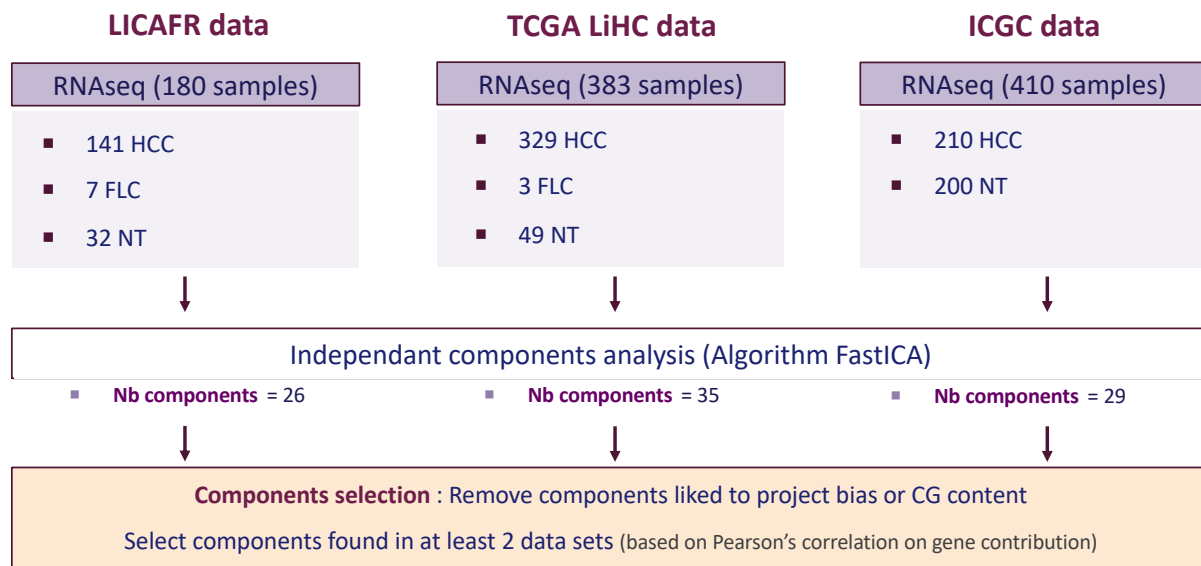 LICAFR data
RNAseq (180 samples)
▪ 141 HCC
▪ 7 FLC
▪ 32 NT
TCGA LiHC data
RNAseq (383 samples)
▪ 329 HCC
▪ 3 FLC
▪ 49 NT
ICGC data
RNAseq (410 samples)
▪ 210 HCC
▪ 200 NT
Independant components analysis (Algorithm FastICA)
▪ Nb components = 26
▪ Nb components = 35
▪ Nb components = 29
Components selection : Remove components liked to project bias or CG content
Select components found in at least 2 data sets (based on Pearson's correlation on gene contribution)